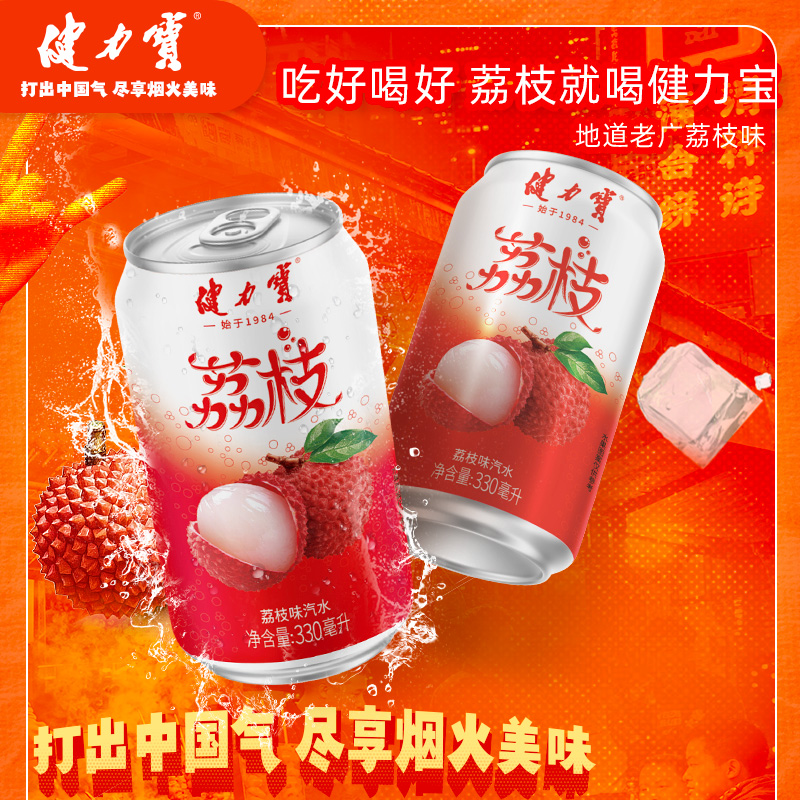 健力寶®
打出中国气 尽享烟火美味
吃好喝好 荔枝就喝健力宝
地道老广荔枝味
健力寶®
始于1984
荔枝
荔枝味汽水
净含量:330毫升
健力寶®
始于1984
荔枝
荔枝味汽水
净含量:330毫升
打出中国气 尽享烟火美味